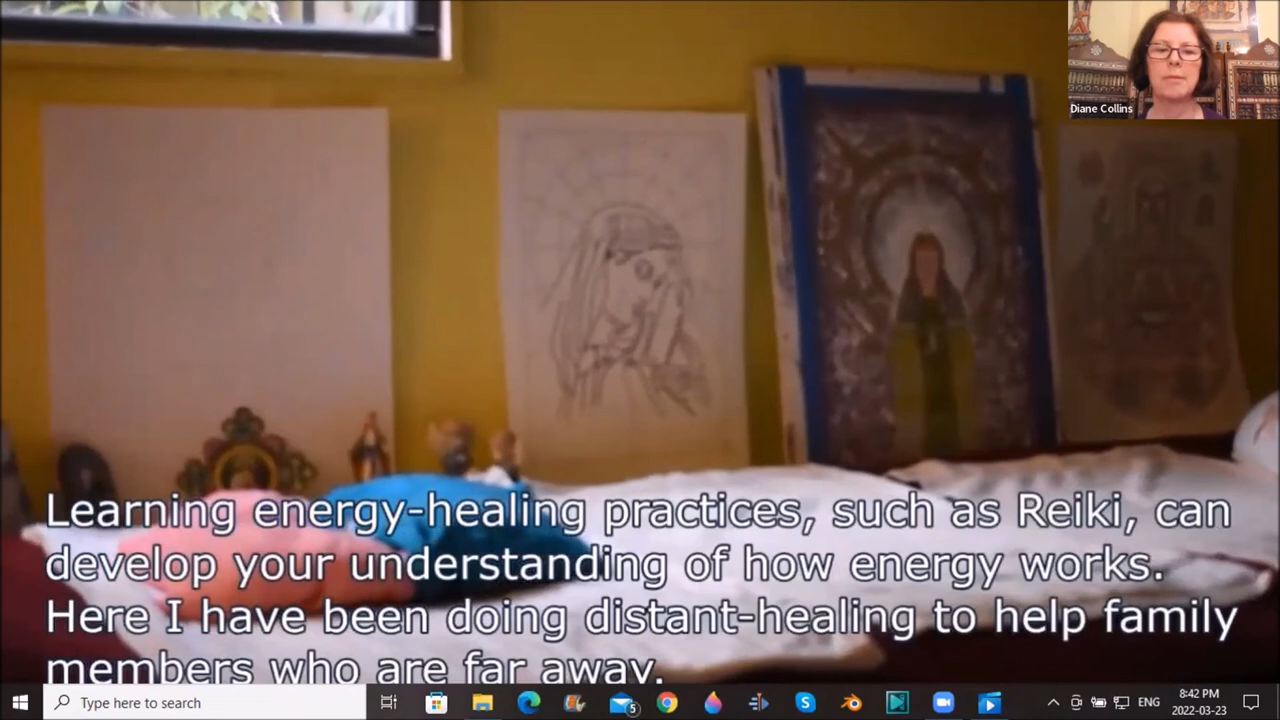 Diane Collins
Learning energy-healing practices, such as Reiki, can
develop your understanding of how energy works.
Here I have been doing distant-healing to help family
members who are far away.
Type here to search
5
ENG
8:42 PM
2022-03-23